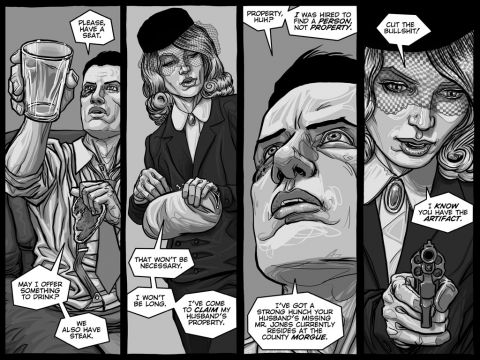 PLEASE,
HAVE A
SEAT.
MAY I OFFER
SOMETHING
TO DRINK?
WE
ALSO HAVE
STEAK.
THAT WON'T BE
NECESSARY.
I WON'T
BE LONG.
I'VE COME
TO CLAIM MY
HUSBAND'S
PROPERTY.
PROPERTY,
HUH?
I WAS HIRED TO
FIND A PERSON,
NOT PROPERTY.
I'VE GOT A
STRONG HUNCH YOUR
HUSBAND'S MISSING
MR. JONES CURRENTLY
RESIDES AT THE
COUNTY MORGUE.
CUT THE
BULLSHIT!
I KNOW
YOU HAVE THE
ARTIFACT.